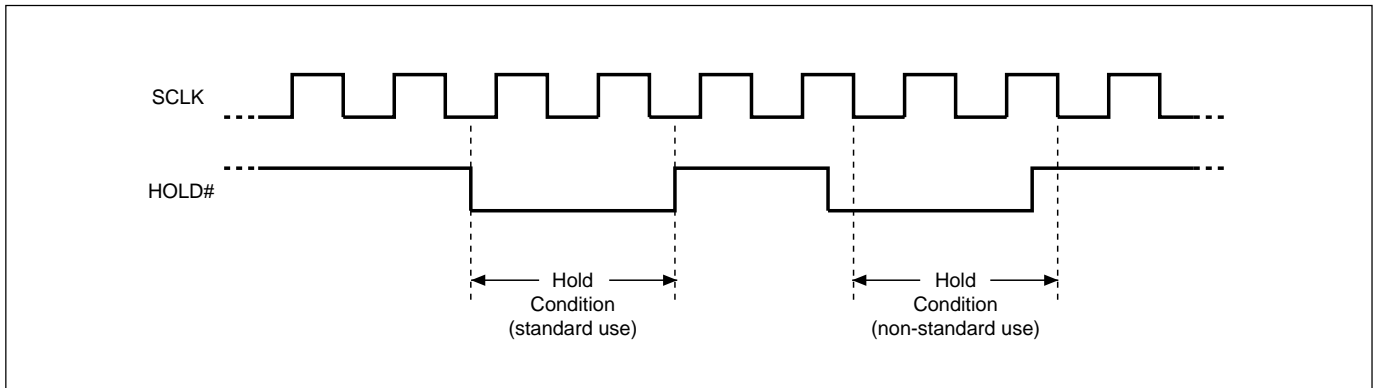 SCLK
HOLD#
Hold
Condition
(standard use)
Hold
Condition
(non-standard use)